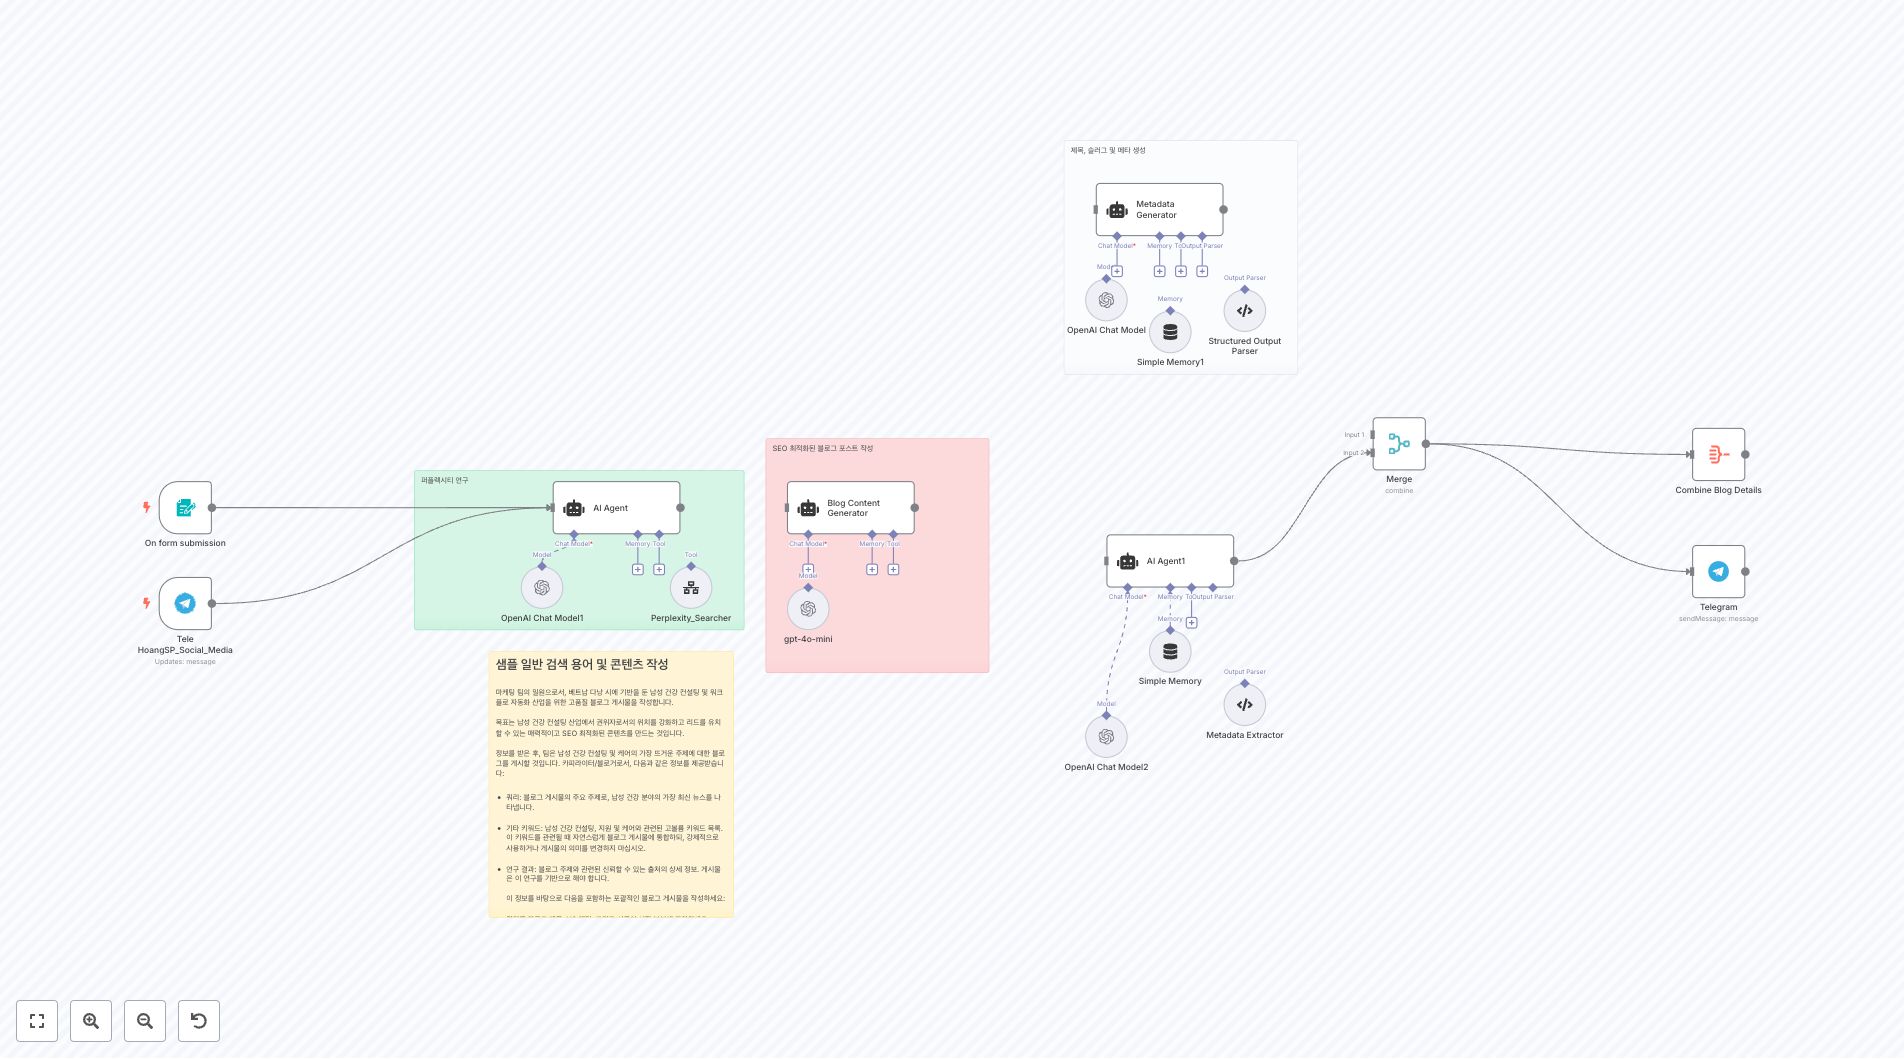 제목, 슬러그 및 메타 생성
Metadata
Generator
Chat Model*
Memory
Output Parser
Output Parser
Memory
OpenAI Chat Model
Structured Output
Parser
Simple Memory1
Input 1
Input 2
Merge
combine
Combine Blog Details
SEO 최적화된 블로그 포스트 작성
퍼플렉시티 연구
On form submission
AI Agent
Chat Model*
Memory
Tool
Model
Tool
OpenAI Chat Model1
Perplexity_Searcher
Blog Content
Generator
Chat Model*
Memory
Tool
Model
gpt-4o-mini
Tele
HoangSP_Social_Media
Updates: message
AI Agent1
Chat Model*
Memory
Output Parser
Memory
Simple Memory
Output Parser
Metadata Extractor
Model
OpenAI Chat Model2
Telegram
sendMessage: message
샘플 일반 검색 용어 및 콘텐츠 작성
마케팅 팀의 일원으로서, 베트남 다낭 시에 기반을 둔 남성 건강 컨설팅 및 워크
플로 자동화 산업을 위한 고품질 블로그 게시물을 작성합니다.
목표는 남성 건강 컨설팅 산업에서 권위자로서의 위치를 강화하고 리드를 유치
할 수 있는 매력적이고 SEO 최적화된 콘텐츠를 만드는 것입니다.
정보를 받은 후, 팀은 남성 건강 컨설팅 및 케어의 가장 뜨거운 주제에 대한 블로
그를 게시할 것입니다. 카피라이터/블로거로서, 다음과 같은 정보를 제공받습니
다:
• 쿼리: 블로그 게시물의 주요 주제로, 남성 건강 분야의 가장 최신 뉴스를 나
타냅니다.
• 기타 키워드: 남성 건강 컨설팅, 지원 및 케어와 관련된 고볼륨 키워드 목록.
이 키워드를 관련될 때 자연스럽게 블로그 게시물에 통합하되, 강제적으로
사용하거나 게시물의 의미를 변경하지 마십시오.
• 연구 결과: 블로그 주제와 관련된 신뢰할 수 있는 출처의 상세 정보. 게시물
은 이 연구를 기반으로 해야 합니다.
이 정보를 바탕으로 다음을 포함하는 포괄적인 블로그 게시물을 작성하세요: